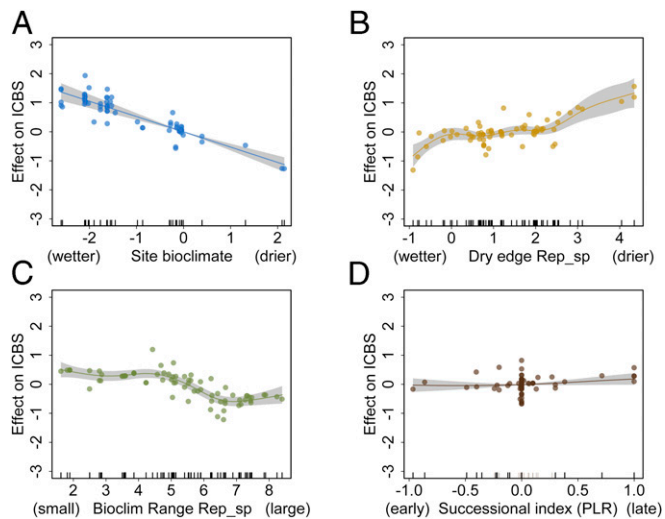 A
Effect on ICBS
3
2
1
0
-1
-2
-3
-2 -1 0 1 2
(wetter) Site bioclimate (drier)
B
Effect on ICBS
3
2
1
0
-1
-2
-3
-1 0 1 2 3 4
(wetter) Dry edge Rep_sp (drier)
C
Effect on ICBS
3
2
1
0
-1
-2
-3
2 3 4 5 6 7 8
(small) Bioclim Range Rep_sp (large)
D
Effect on ICBS
3
2
1
0
-1
-2
-3
-1.0 -0.5 0.0 0.5 1.0
(early) Successional index (PLR) (late)